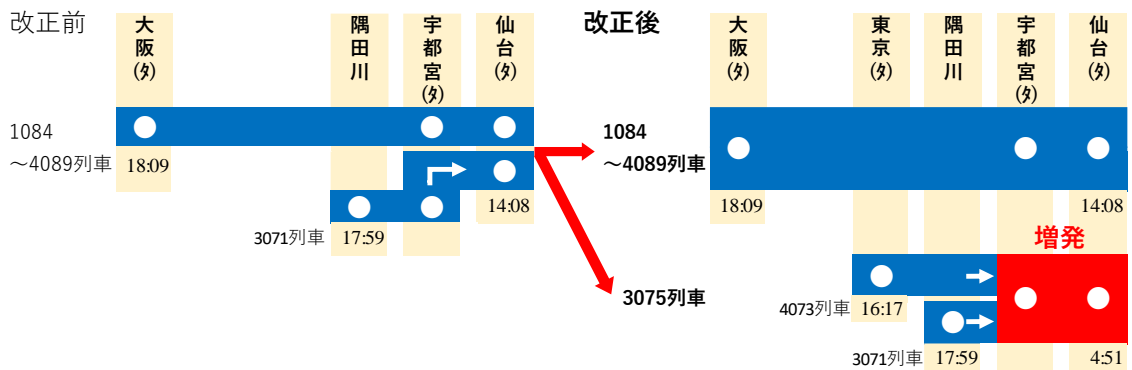 改正前
大阪(タ)
隅田川
宇都宮(タ)
仙台(タ)
1084
～4089列車
18:09
14:08
3071列車
17:59
改正後
大阪(タ)
東京(タ)
隅田川
宇都宮(タ)
仙台(タ)
1084
～4089列車
18:09
14:08
増発
3075列車
4073列車
16:17
3071列車
17:59
4:51